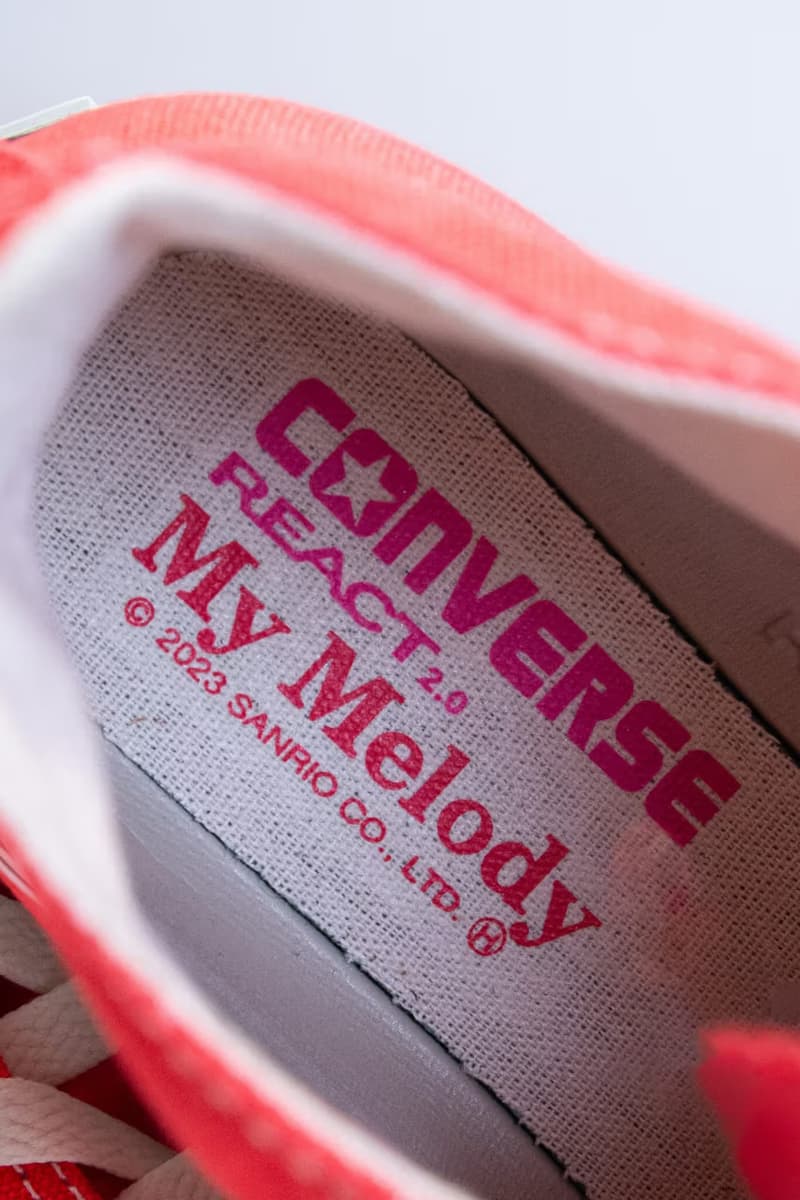 CONVERSE
REACT 2.0
My Melody
© 2023 SANRIO CO., LTD. Ⓗ